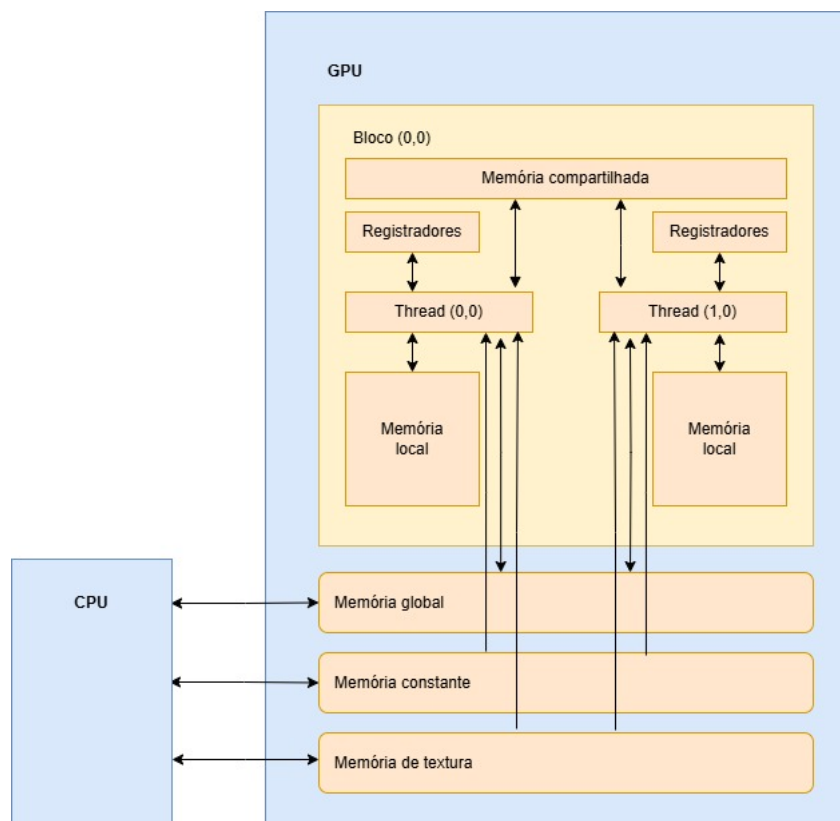 GPU
Bloco (0,0)
Memória compartilhada
Registradores
Registradores
Thread (0,0)
Thread (1,0)
Memória
local
Memória
local
CPU
Memória global
Memória constante
Memória de textura